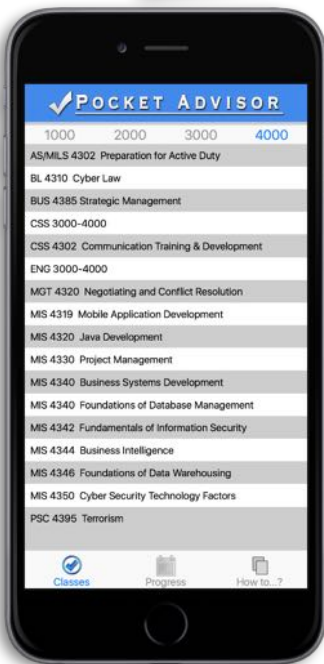 POCKET ADVISOR
1000 2000 3000 4000
AS/MILS 4302 Preparation for Active Duty
BL 4310 Cyber Law
BUS 4385 Strategic Management
CSS 3000-4000
CSS 4302 Communication Training & Development
ENG 3000-4000
MGT 4320 Negotiating and Conflict Resolution
MIS 4319 Mobile Application Development
MIS 4320 Java Development
MIS 4330 Project Management
MIS 4340 Business Systems Development
MIS 4340 Foundations of Database Management
MIS 4342 Fundamentals of Information Security
MIS 4344 Business Intelligence
MIS 4346 Foundations of Data Warehousing
MIS 4350 Cyber Security Technology Factors
PSC 4395 Terrorism
Classes Progress How to...?